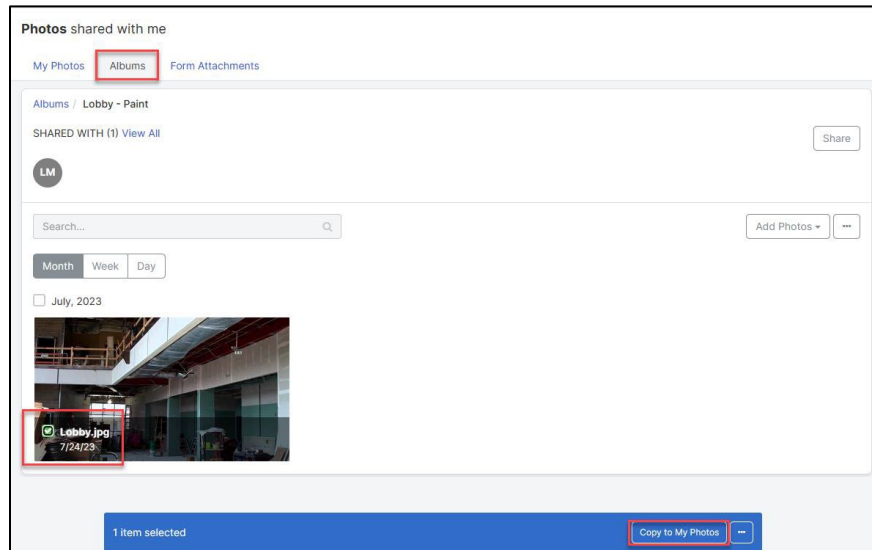 Photos shared with me
My Photos Albums Form Attachments
Albums / Lobby - Paint
SHARED WITH (1) View All
Share
LM
Search...
Add Photos
Month Week Day
July, 2023
Lobby.jpg
7/24/23
1 item selected
Copy to My Photos